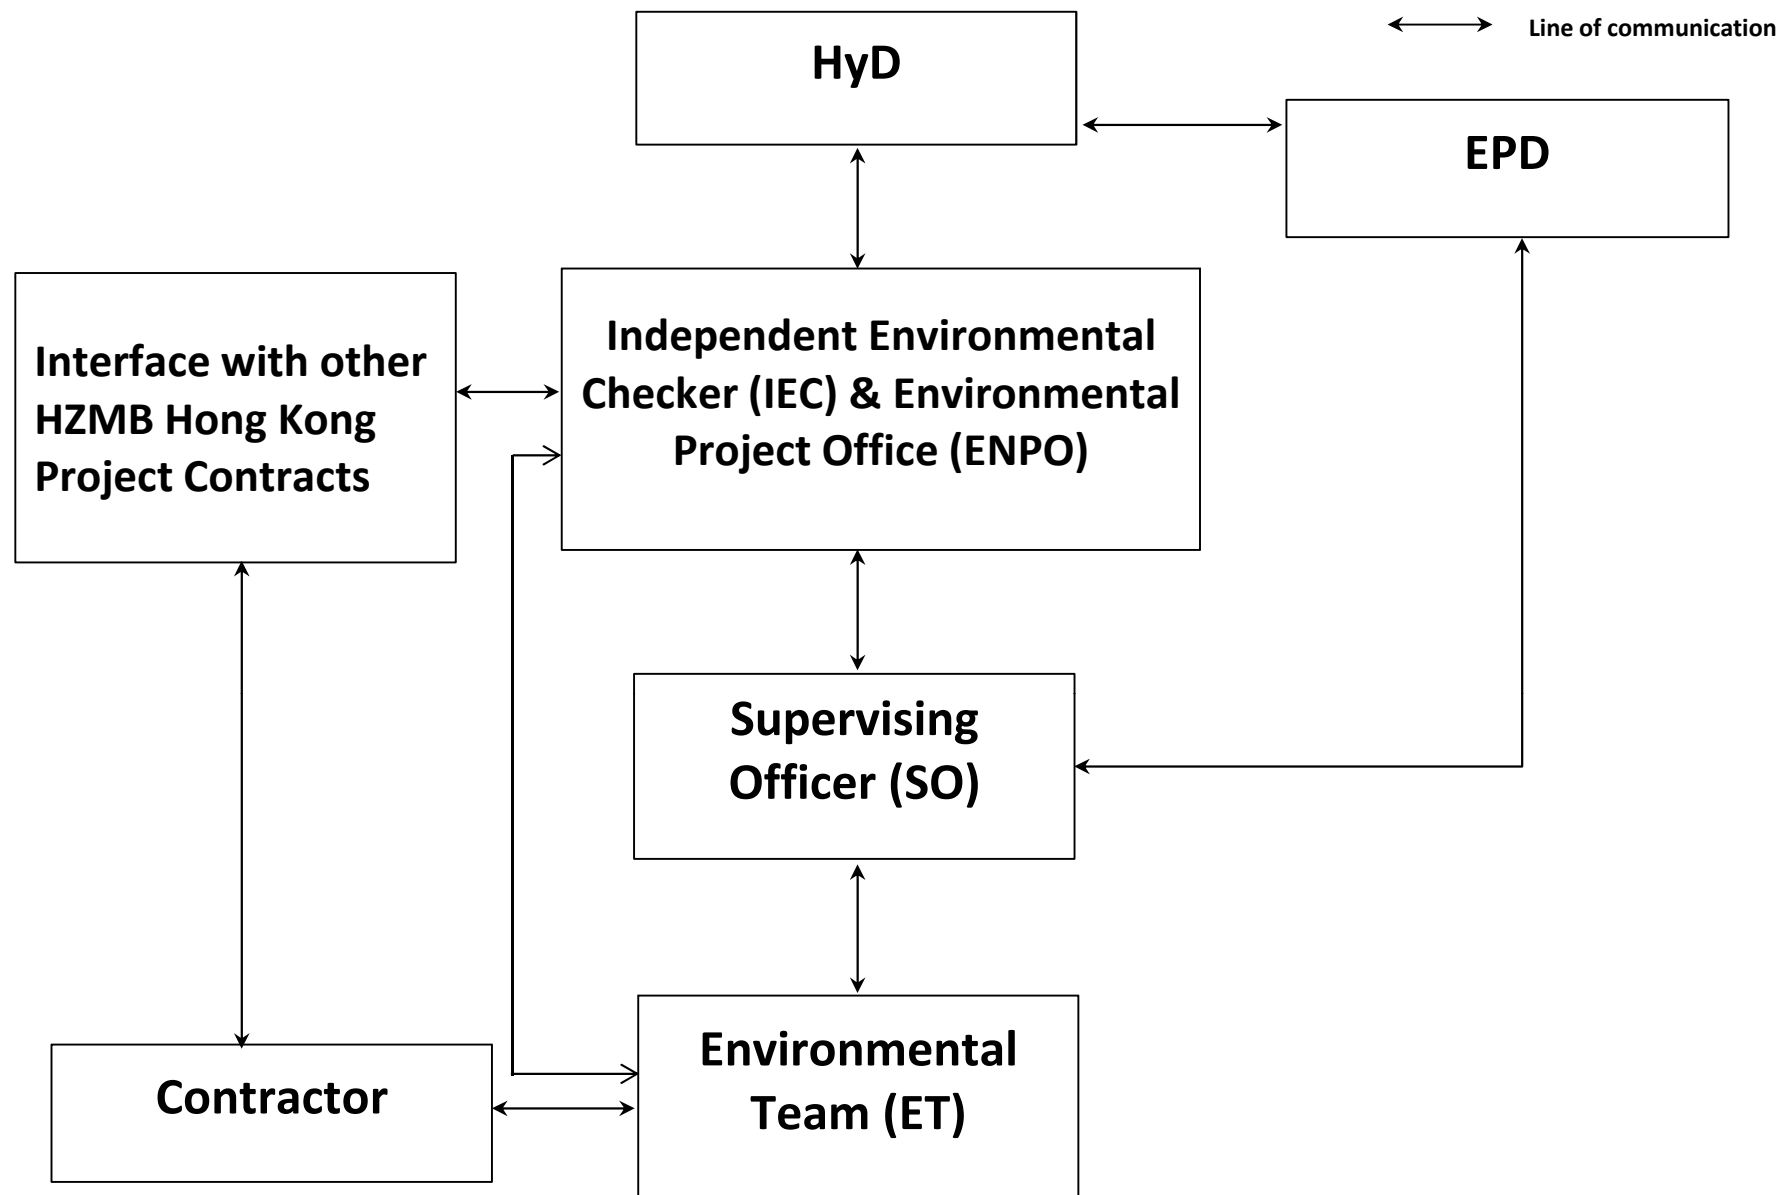 HyD
Line of communication
EPD
Interface with other
HZMB Hong Kong
Project Contracts
Independent Environmental
Checker (IEC) & Environmental
Project Office (ENPO)
Supervising
Officer (SO)
Contractor
Environmental
Team (ET)